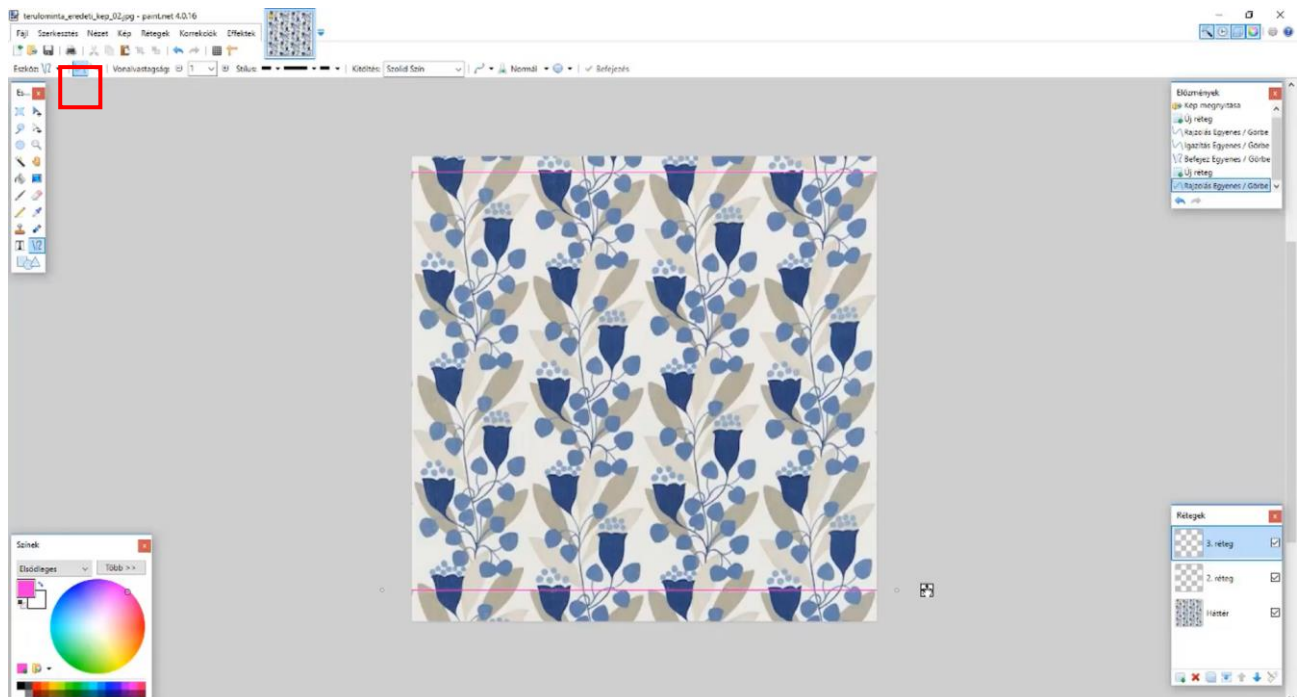 terulominta_eredeti_kep_02.jpg - paint.net 4.0.16
Fájl Szerkesztés Nézet Kép Rétegek Korrekciók Effektek
Eszköz: Vonalvastagság: 1 Stílus: Kitöltés: Szolid Szín Normál Befejezés
Es...
Előzmények
Kép megnyitása
Új réteg
Rajzolás Egyenes / Görbe
Igazítás Egyenes / Görbe
Befejez Egyenes / Görbe
Új réteg
Rajzolás Egyenes / Görbe
Rétegek
3. réteg
2. réteg
Háttér
Színek
Elsődleges Több >>